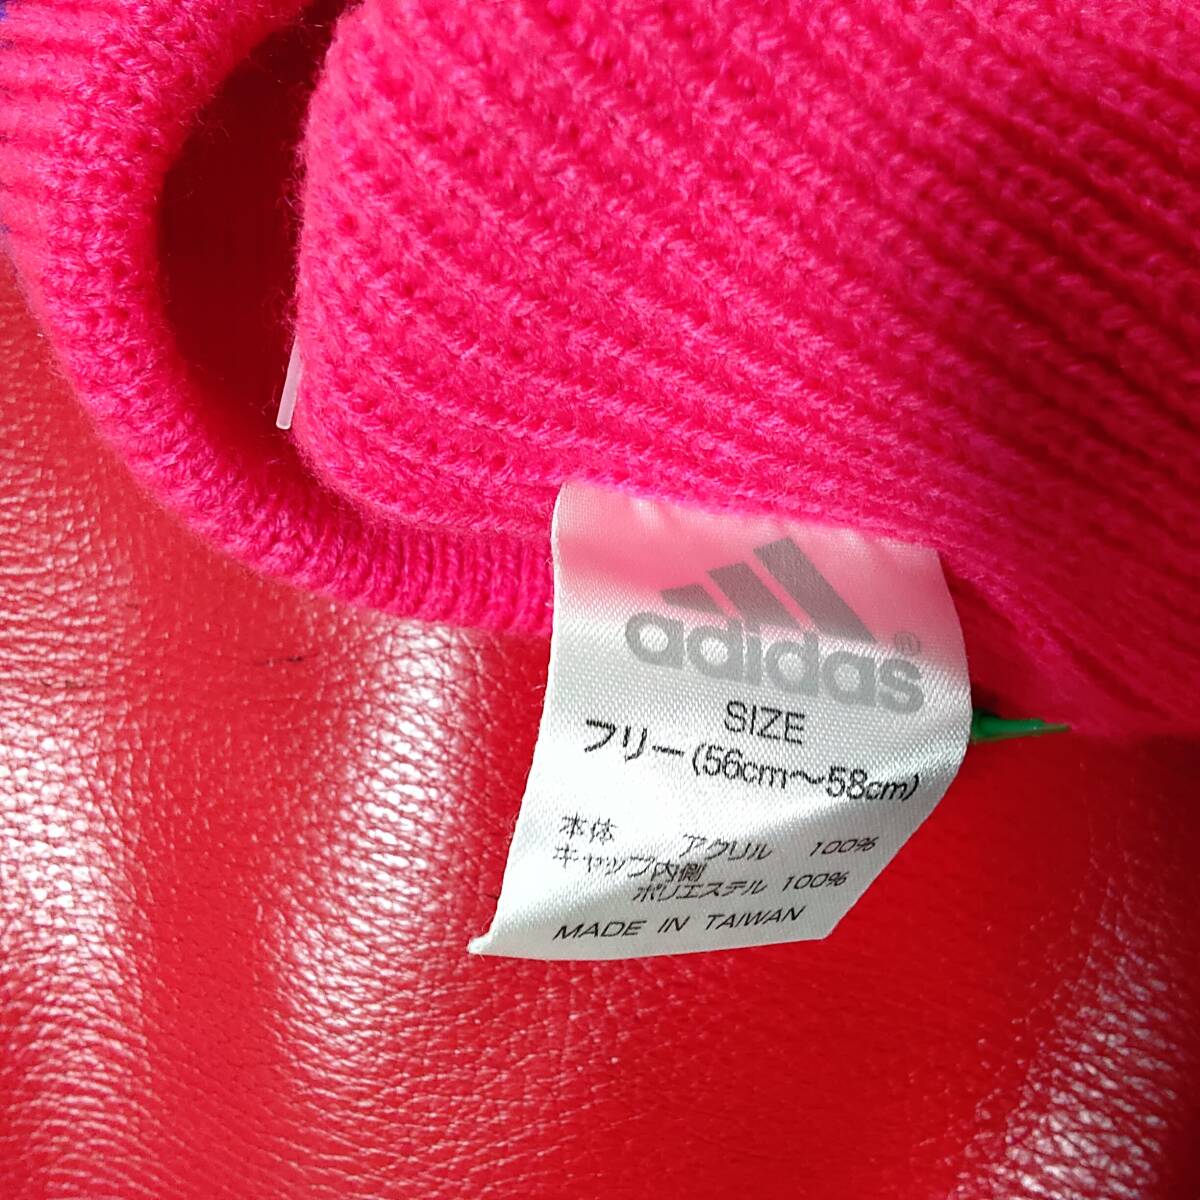 adidas®
SIZE
フリー(56cm～58cm)
本体 アクリル 100%
キャップ内側
ポリエステル 100%
MADE IN TAIWAN